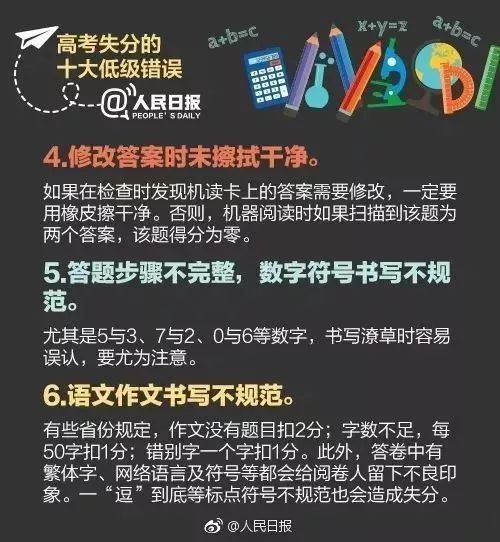 高考失分的
十大低级错误
@人民日报
PEOPLE'S DAILY
a+b=c
x+y=z
a+b=c
4.修改答案时未擦拭干净。
如果在检查时发现机读卡上的答案需要修改，一定要
用橡皮擦干净。否则，机器阅读时如果扫描到该题为
两个答案，该题得分为零。
5.答题步骤不完整，数字符号书写不规
范。
尤其是5与3、7与2、0与6等数字，书写潦草时容易
误认，要尤为注意。
6.语文作文书写不规范。
有些省份规定，作文没有题目扣2分；字数不足，每
50字扣1分；错别字一个字扣1分。此外，答卷中有
繁体字、网络语言及符号等都会给阅卷人留下不良印
象。一“逗”到底等标点符号不规范也会造成失分。
@人民日报